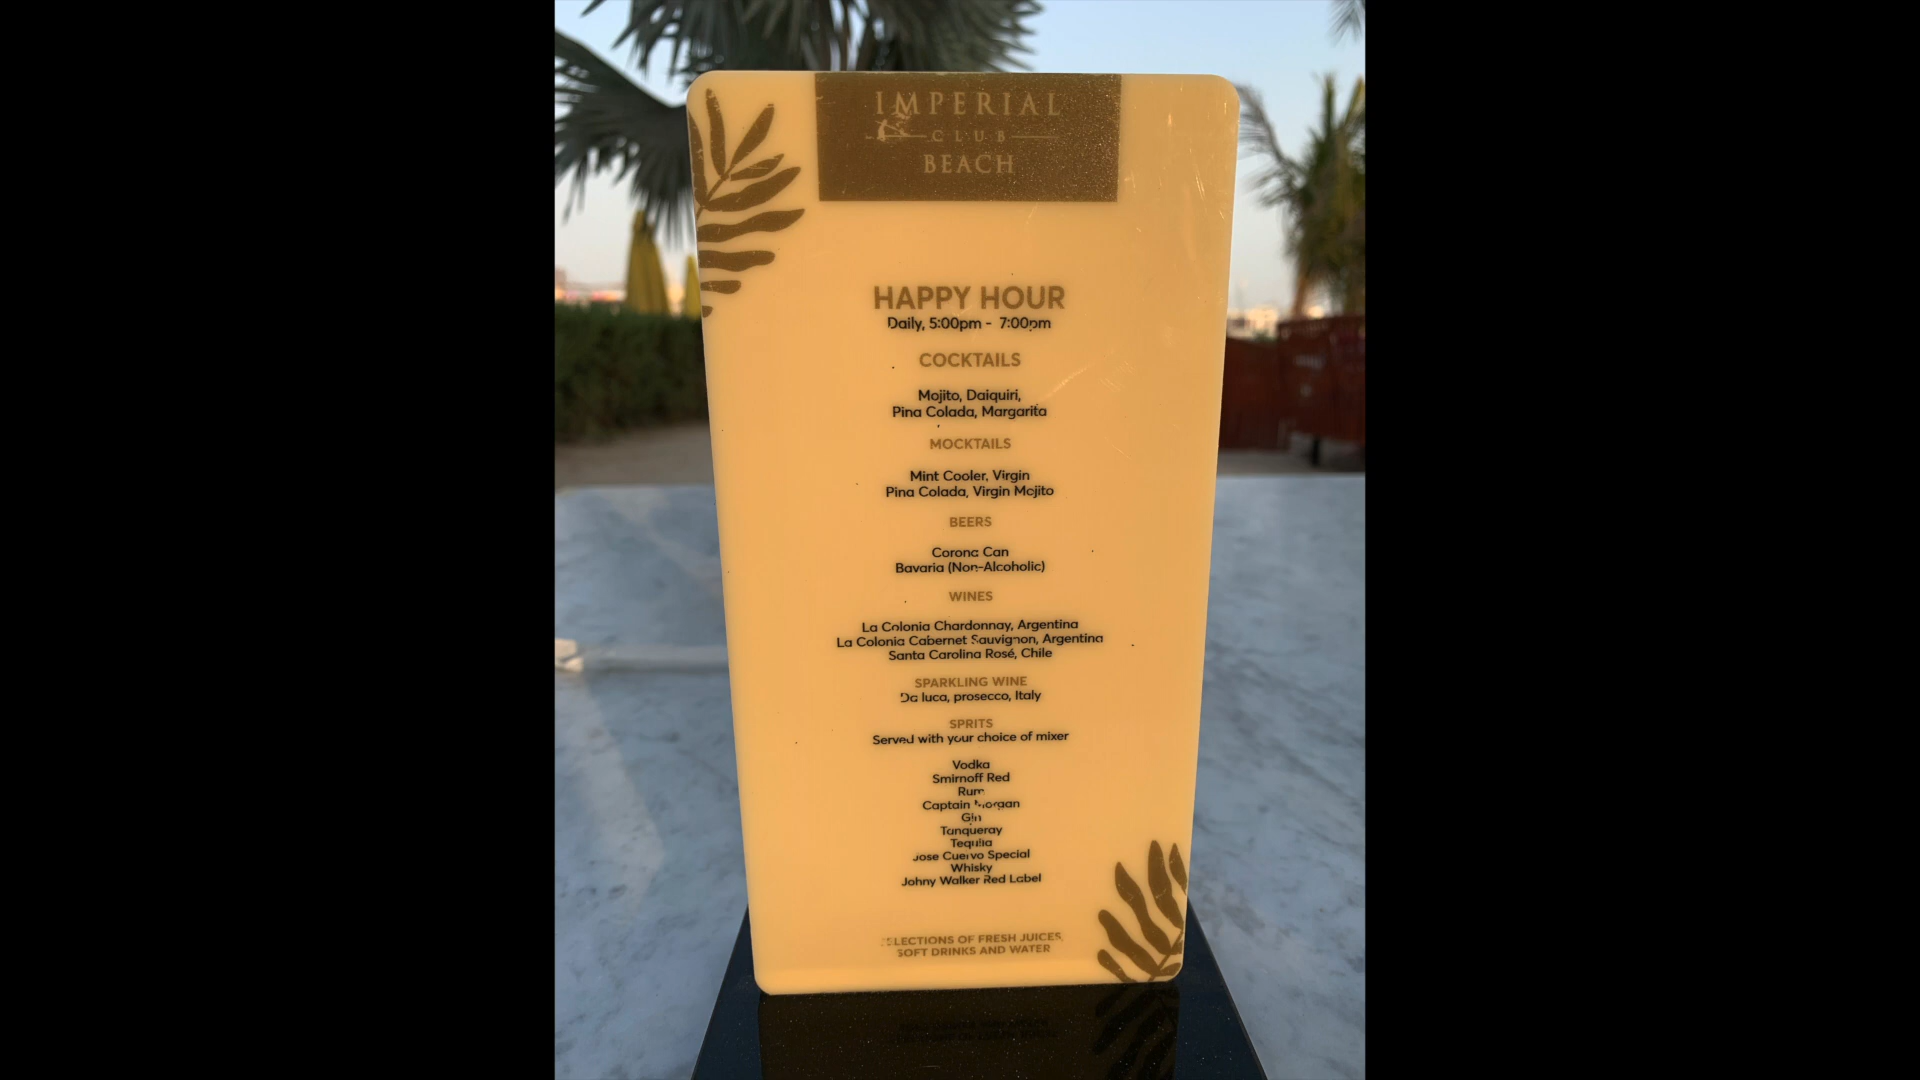 IMPERIAL
CLUB
BEACH
HAPPY HOUR
Daily, 5:00pm - 7:00pm
COCKTAILS
Mojito, Daiquiri,
Pina Colada, Margarita
MOCKTAILS
Mint Cooler, Virgin
Pina Colada, Virgin Mojito
BEERS
Corona Can
Bavaria (Non-Alcoholic)
WINES
La Colonia Chardonnay, Argentina
La Colonia Cabernet Sauvignon, Argentina
Santa Carolina Rosé, Chile
SPARKLING WINE
Da luca, prosecco, Italy
SPRITS
Served with your choice of mixer
Vodka
Smirnoff Red
Rum
Captain Morgan
Gin
Tanqueray
Tequila
Jose Cuervo Special
Whisky
Johny Walker Red Label
SELECTIONS OF FRESH JUICES,
SOFT DRINKS AND WATER